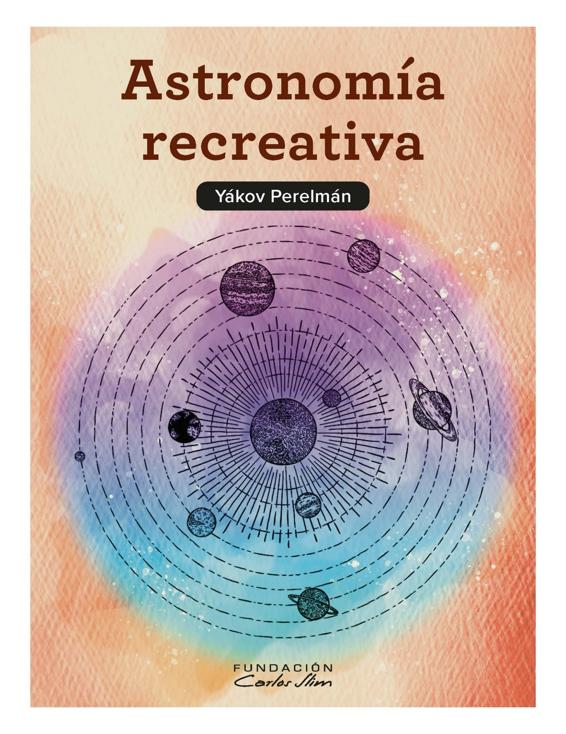 Astronomía
recreativa
Yákov Perelmán
FUNDACIÓN
Carlos Slim